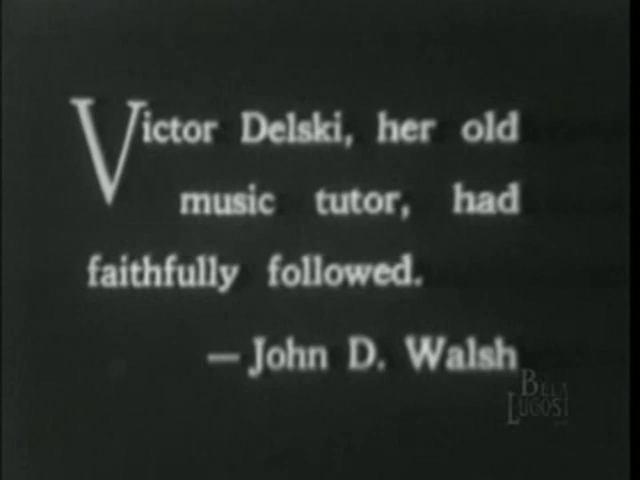 Victor Delski, her old
music tutor, had
faithfully followed.
— John D. Walsh
BELA
LUGOSI